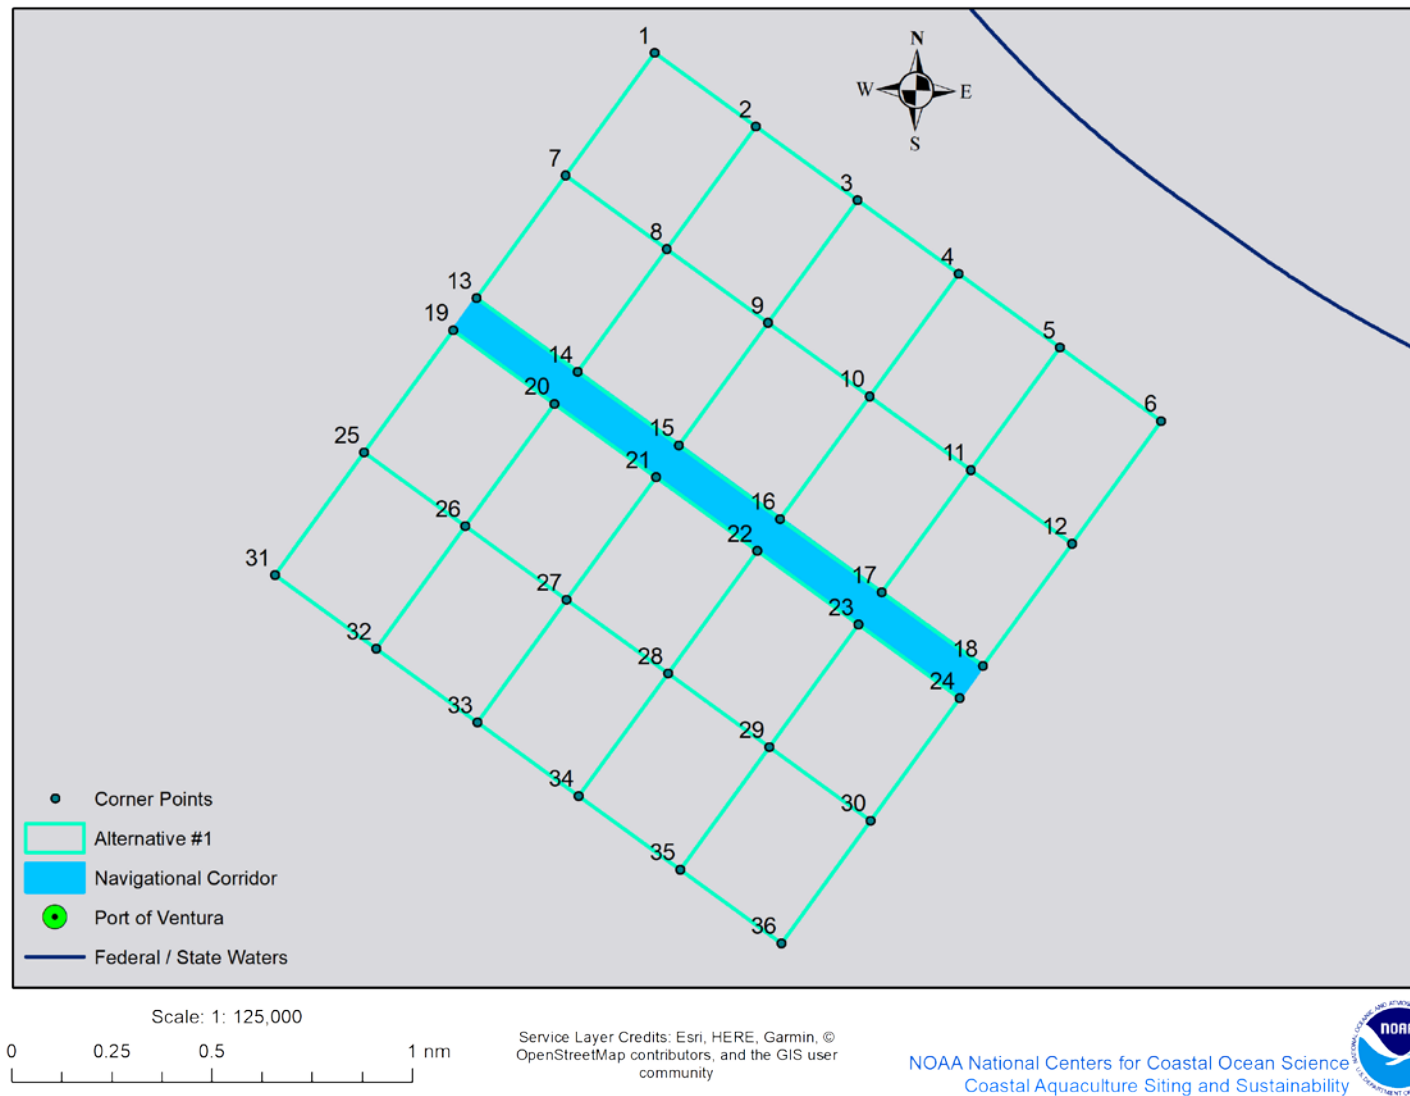 1
N
W E
S
2
3
7
8
4
13
19
9
5
14
20
10
6
15
21
11
25
16
22
12
26
31
17
23
27
18
24
32
28
33
29
34
30
35
36
Corner Points
Alternative #1
Navigational Corridor
Port of Ventura
Federal / State Waters
Scale: 1: 125,000
0 0.25 0.5 1 nm
Service Layer Credits: Esri, HERE, Garmin, ©
OpenStreetMap contributors, and the GIS user
community
NOAA National Centers for Coastal Ocean Science
Coastal Aquaculture Siting and Sustainability